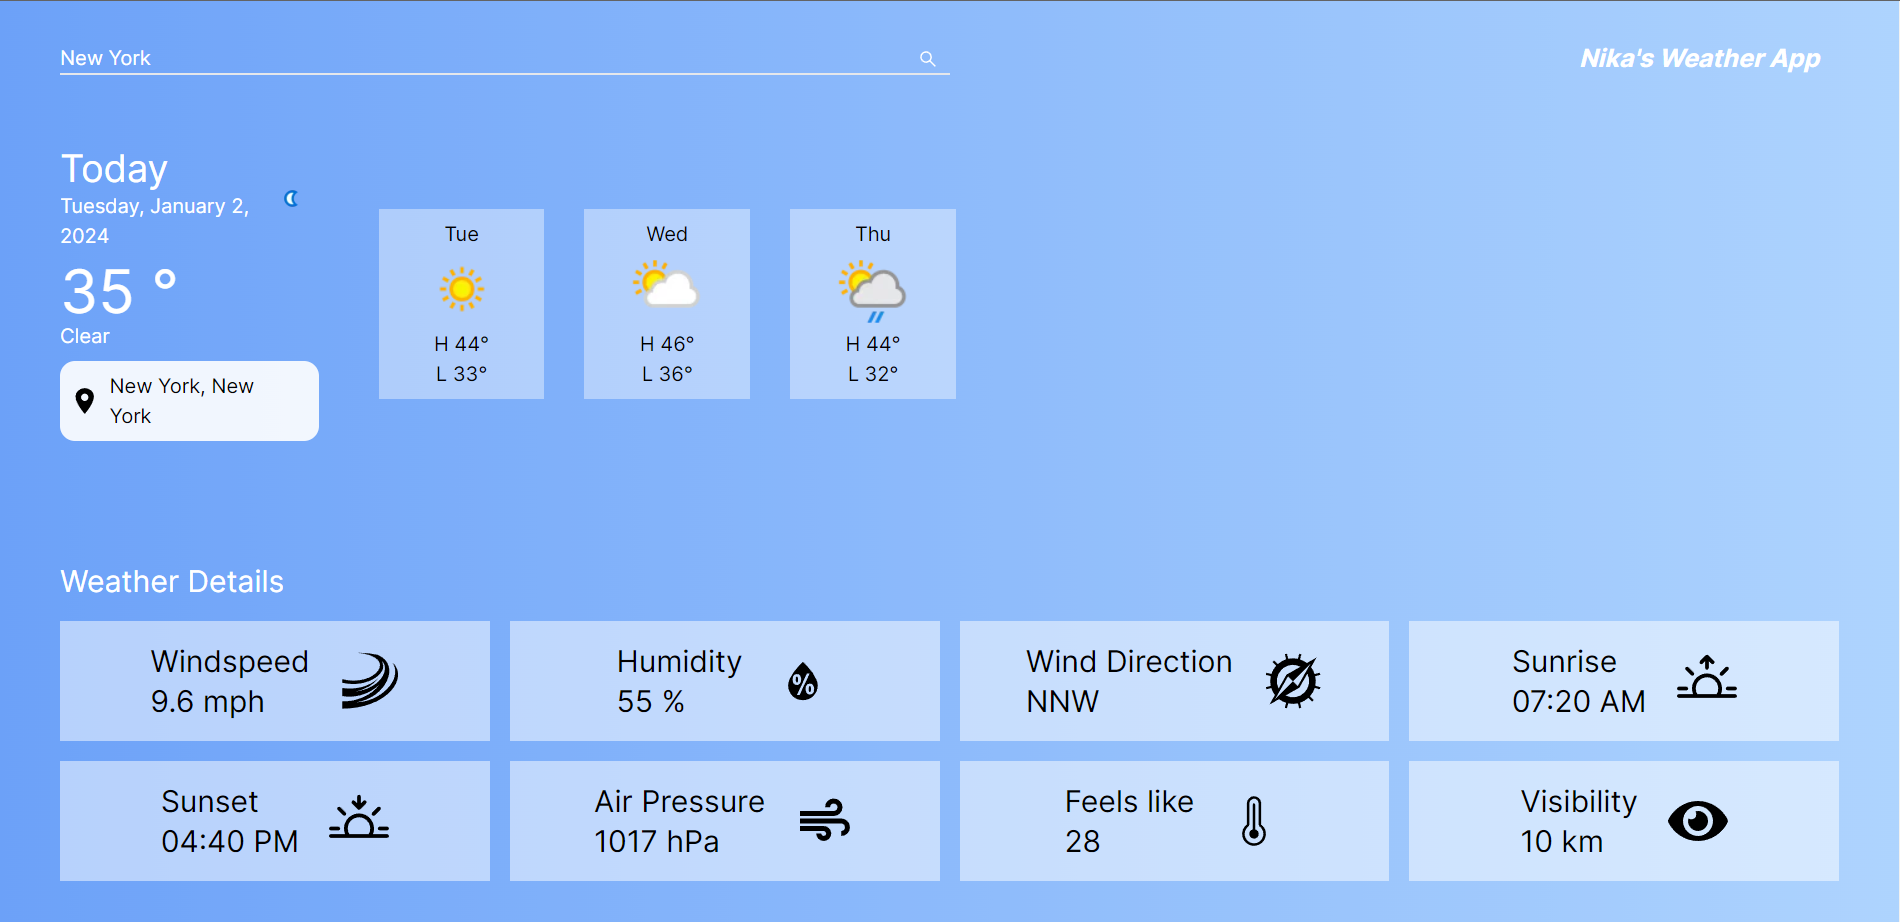 New York
Nika's Weather App
Today
Tuesday, January 2,
2024
35 °
Clear
New York, New
York
Tue
H 44°
L 33°
Wed
H 46°
L 36°
Thu
H 44°
L 32°
Weather Details
Windspeed
9.6 mph
Humidity
55 %
%
Wind Direction
NNW
Sunrise
07:20 AM
Sunset
04:40 PM
Air Pressure
1017 hPa
Feels like
28
Visibility
10 km